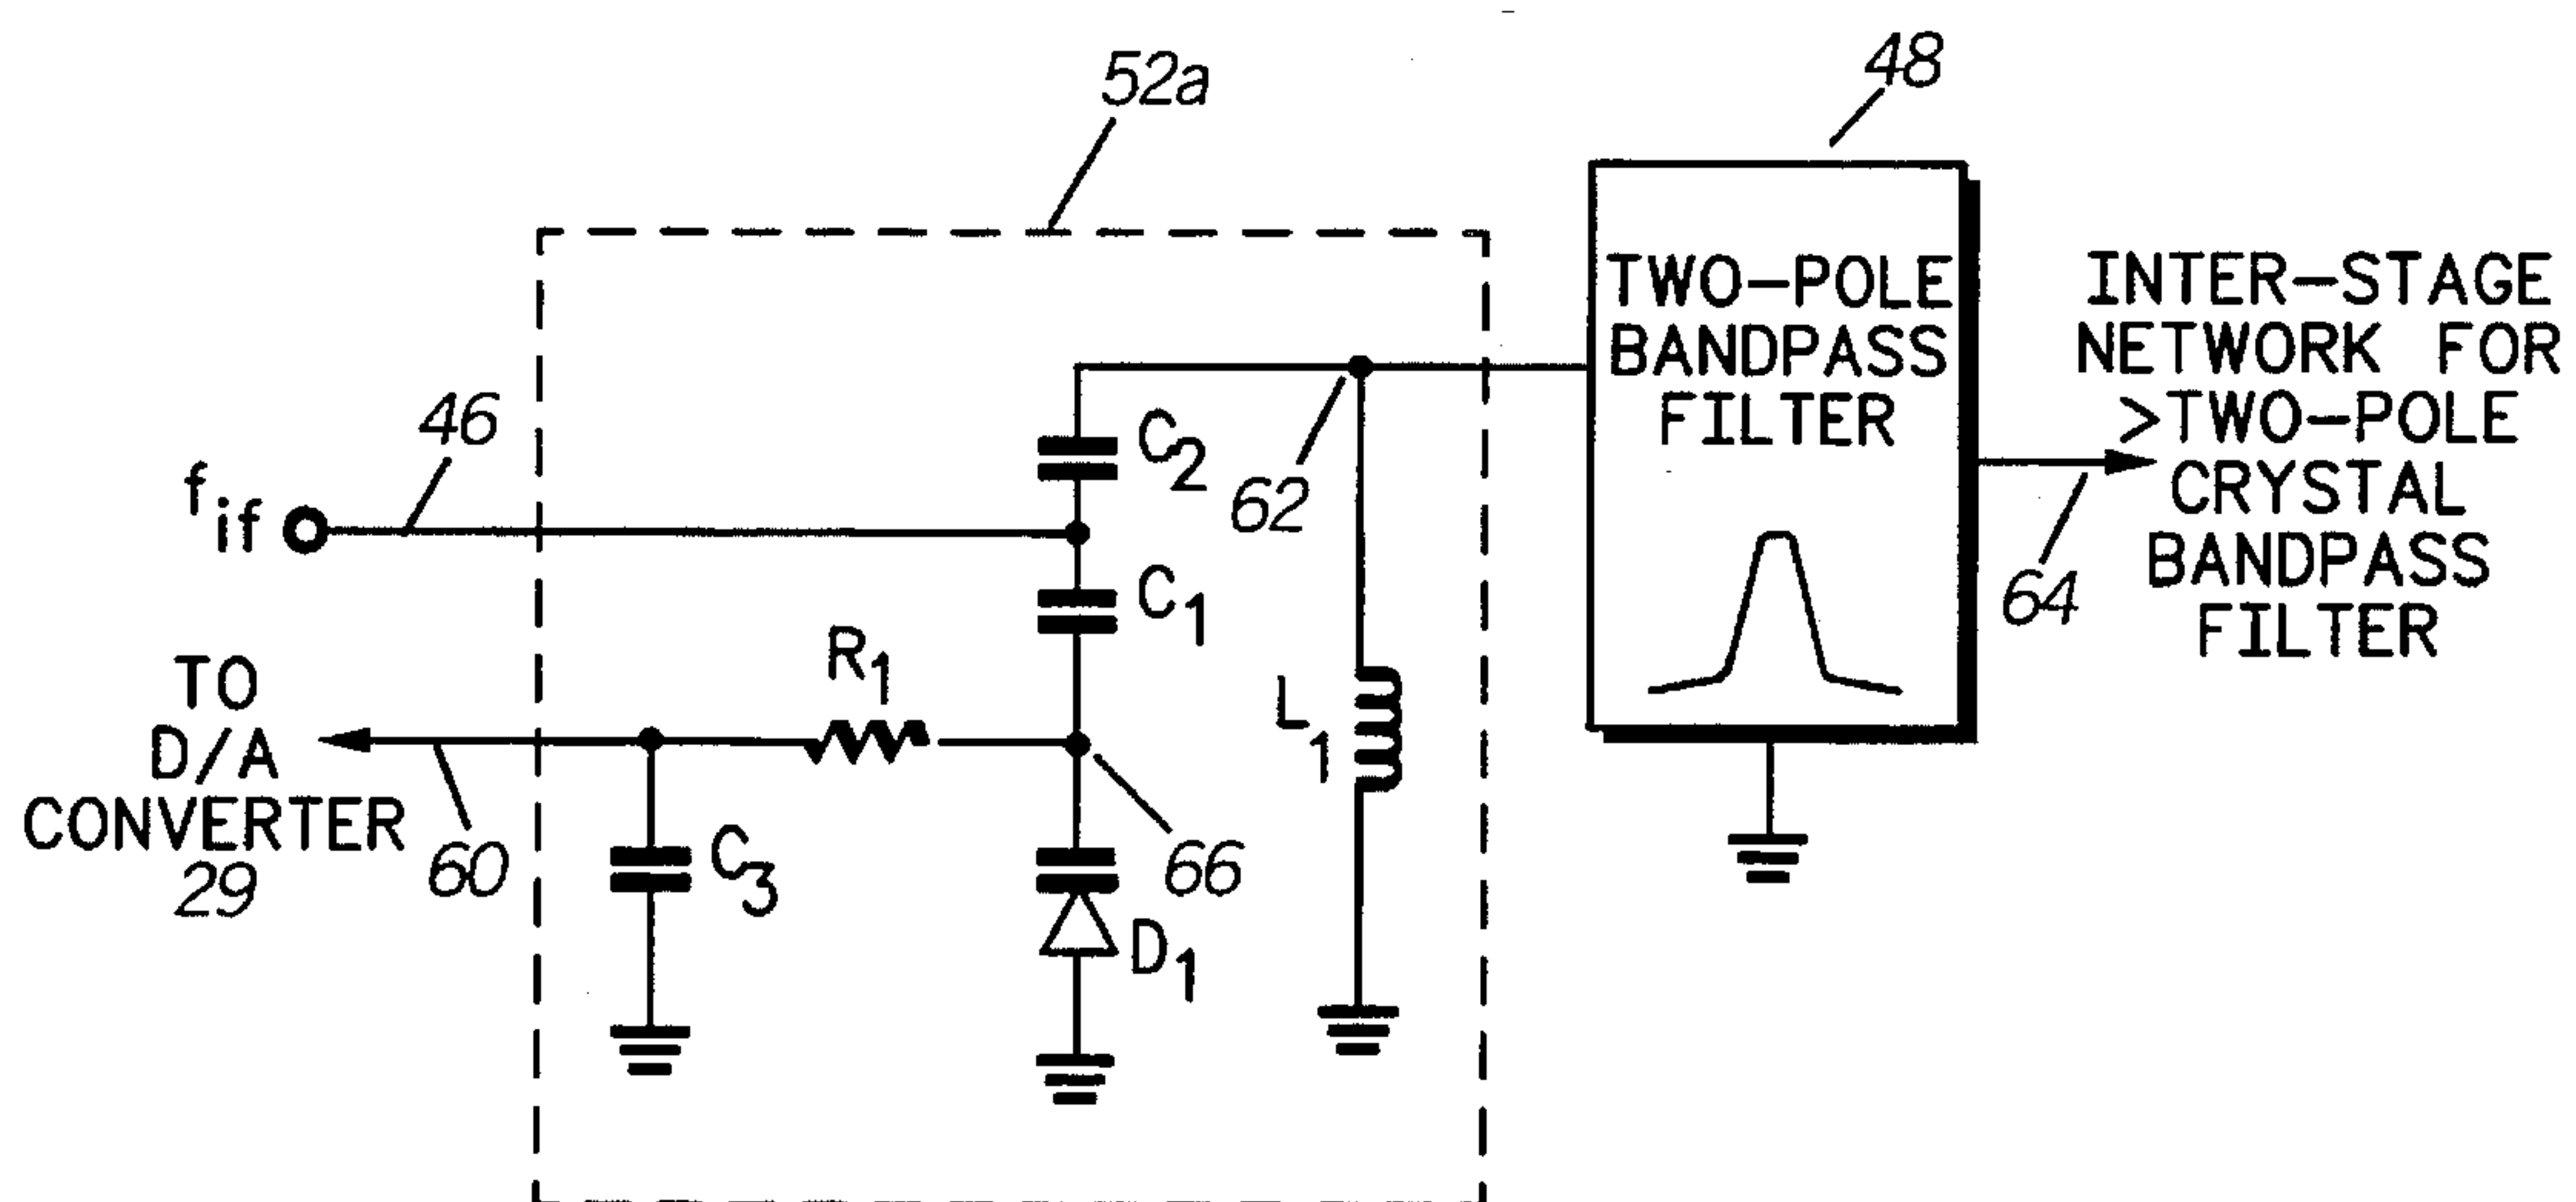 52a
48
TWO-POLE
BANDPASS
FILTER
INTER-STAGE
NETWORK FOR
>TWO-POLE
CRYSTAL
BANDPASS
FILTER
64
62
46
f if
C2
C1
R1
L1
TO
D/A
CONVERTER
29
60
C3
66
D1